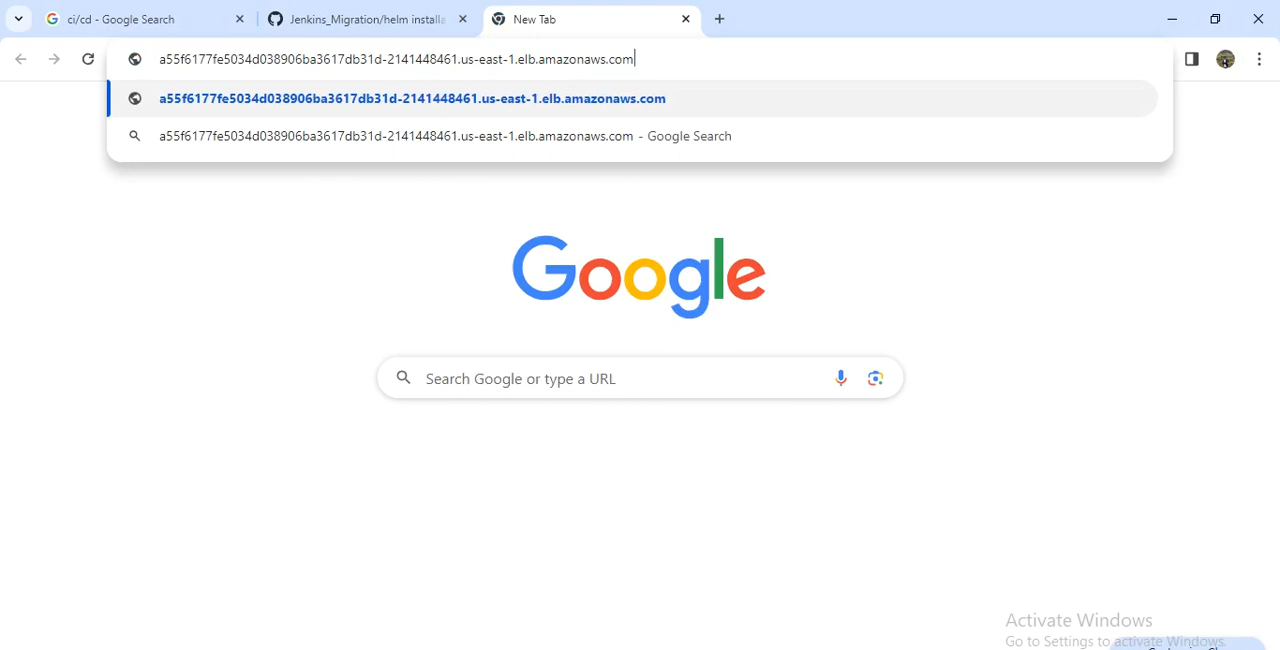 ci/cd - Google Search
Jenkins_Migration/helm installa
New Tab
a55f6177fe5034d038906ba3617db31d-2141448461.us-east-1.elb.amazonaws.com
a55f6177fe5034d038906ba3617db31d-2141448461.us-east-1.elb.amazonaws.com
a55f6177fe5034d038906ba3617db31d-2141448461.us-east-1.elb.amazonaws.com - Google Search
Google
Search Google or type a URL
Activate Windows
Go to Settings to activate Windows.